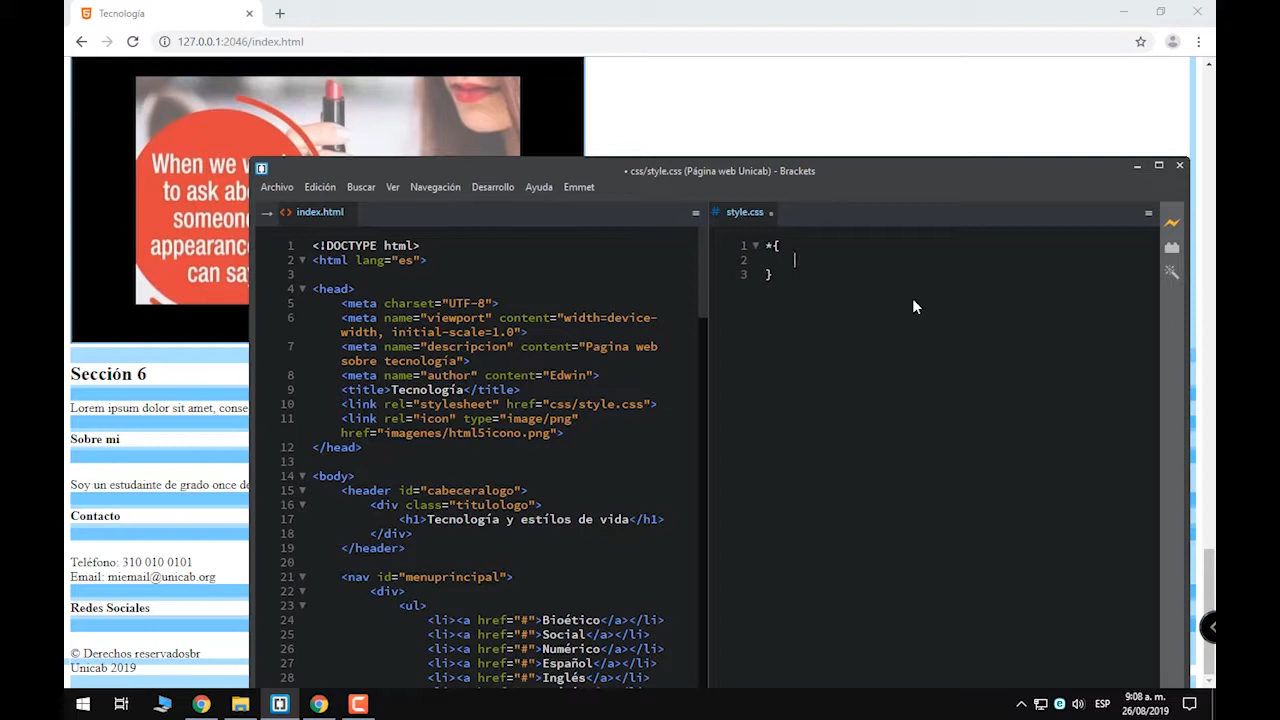 Tecnología
127.0.0.1:2046/index.html
When we w
to ask abo
someone
appearance
can say
Sección 6
Lorem ipsum dolor sit amet, conse
Sobre mi
Soy un estudainte de grado once de
Contacto
Teléfono: 310 010 0101
Email: miemail@unicab.org
Redes Sociales
© Derechos reservadosbr
Unicab 2019
• css/style.css (Página web Unicab) - Brackets
Archivo Edición Buscar Ver Navegación Desarrollo Ayuda Emmet
index.html
1 <!DOCTYPE html>
2 <html lang="es">
3
4 <head>
5 <meta charset="UTF-8">
6 <meta name="viewport" content="width=device-
width, initial-scale=1.0">
7 <meta name="descripcion" content="Pagina web
sobre tecnología">
8 <meta name="author" content="Edwin">
9 <title>Tecnología</title>
10 <link rel="stylesheet" href="css/style.css">
11 <link rel="icon" type="image/png"
href="imagenes/html5icono.png">
12 </head>
13
14 <body>
15 <header id="cabeceralogo">
16 <div class="titulologo">
17 <h1>Tecnología y estílos de vida</h1>
18 </div>
19 </header>
20
21 <nav id="menuprincipal">
22 <div>
23 <ul>
24 <li><a href="#">Bioético</a></li>
25 <li><a href="#">Social</a></li>
26 <li><a href="#">Numérico</a></li>
27 <li><a href="#">Español</a></li>
28 <li><a href="#">Inglés</a></li>
# style.css
1 *{
2
3 }
ESP
9:08 a. m.
26/08/2019